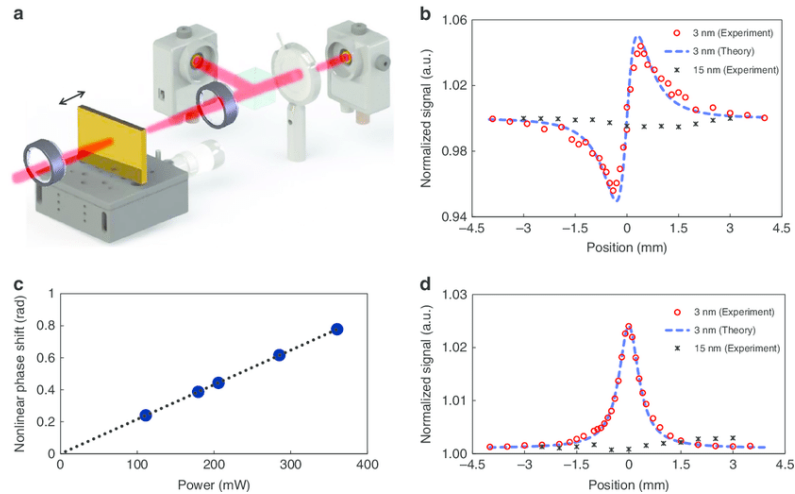 a
b
1.06
1.02
0.98
0.94
Normalized signal (a.u.)
3 nm (Experiment)
3 nm (Theory)
15 nm (Experiment)
−4.5 −3 −1.5 0 1.5 3 4.5
Position (mm)
c
1
0.8
0.6
0.4
0.2
0
Nonlinear phase shift (rad)
0 100 200 300 400
Power (mW)
d
1.03
1.02
1.01
1.00
Normalized signal (a.u.)
3 nm (Experiment)
3 nm (Theory)
15 nm (Experiment)
−4.5 −3 −1.5 0 1.5 3 4.5
Position (mm)